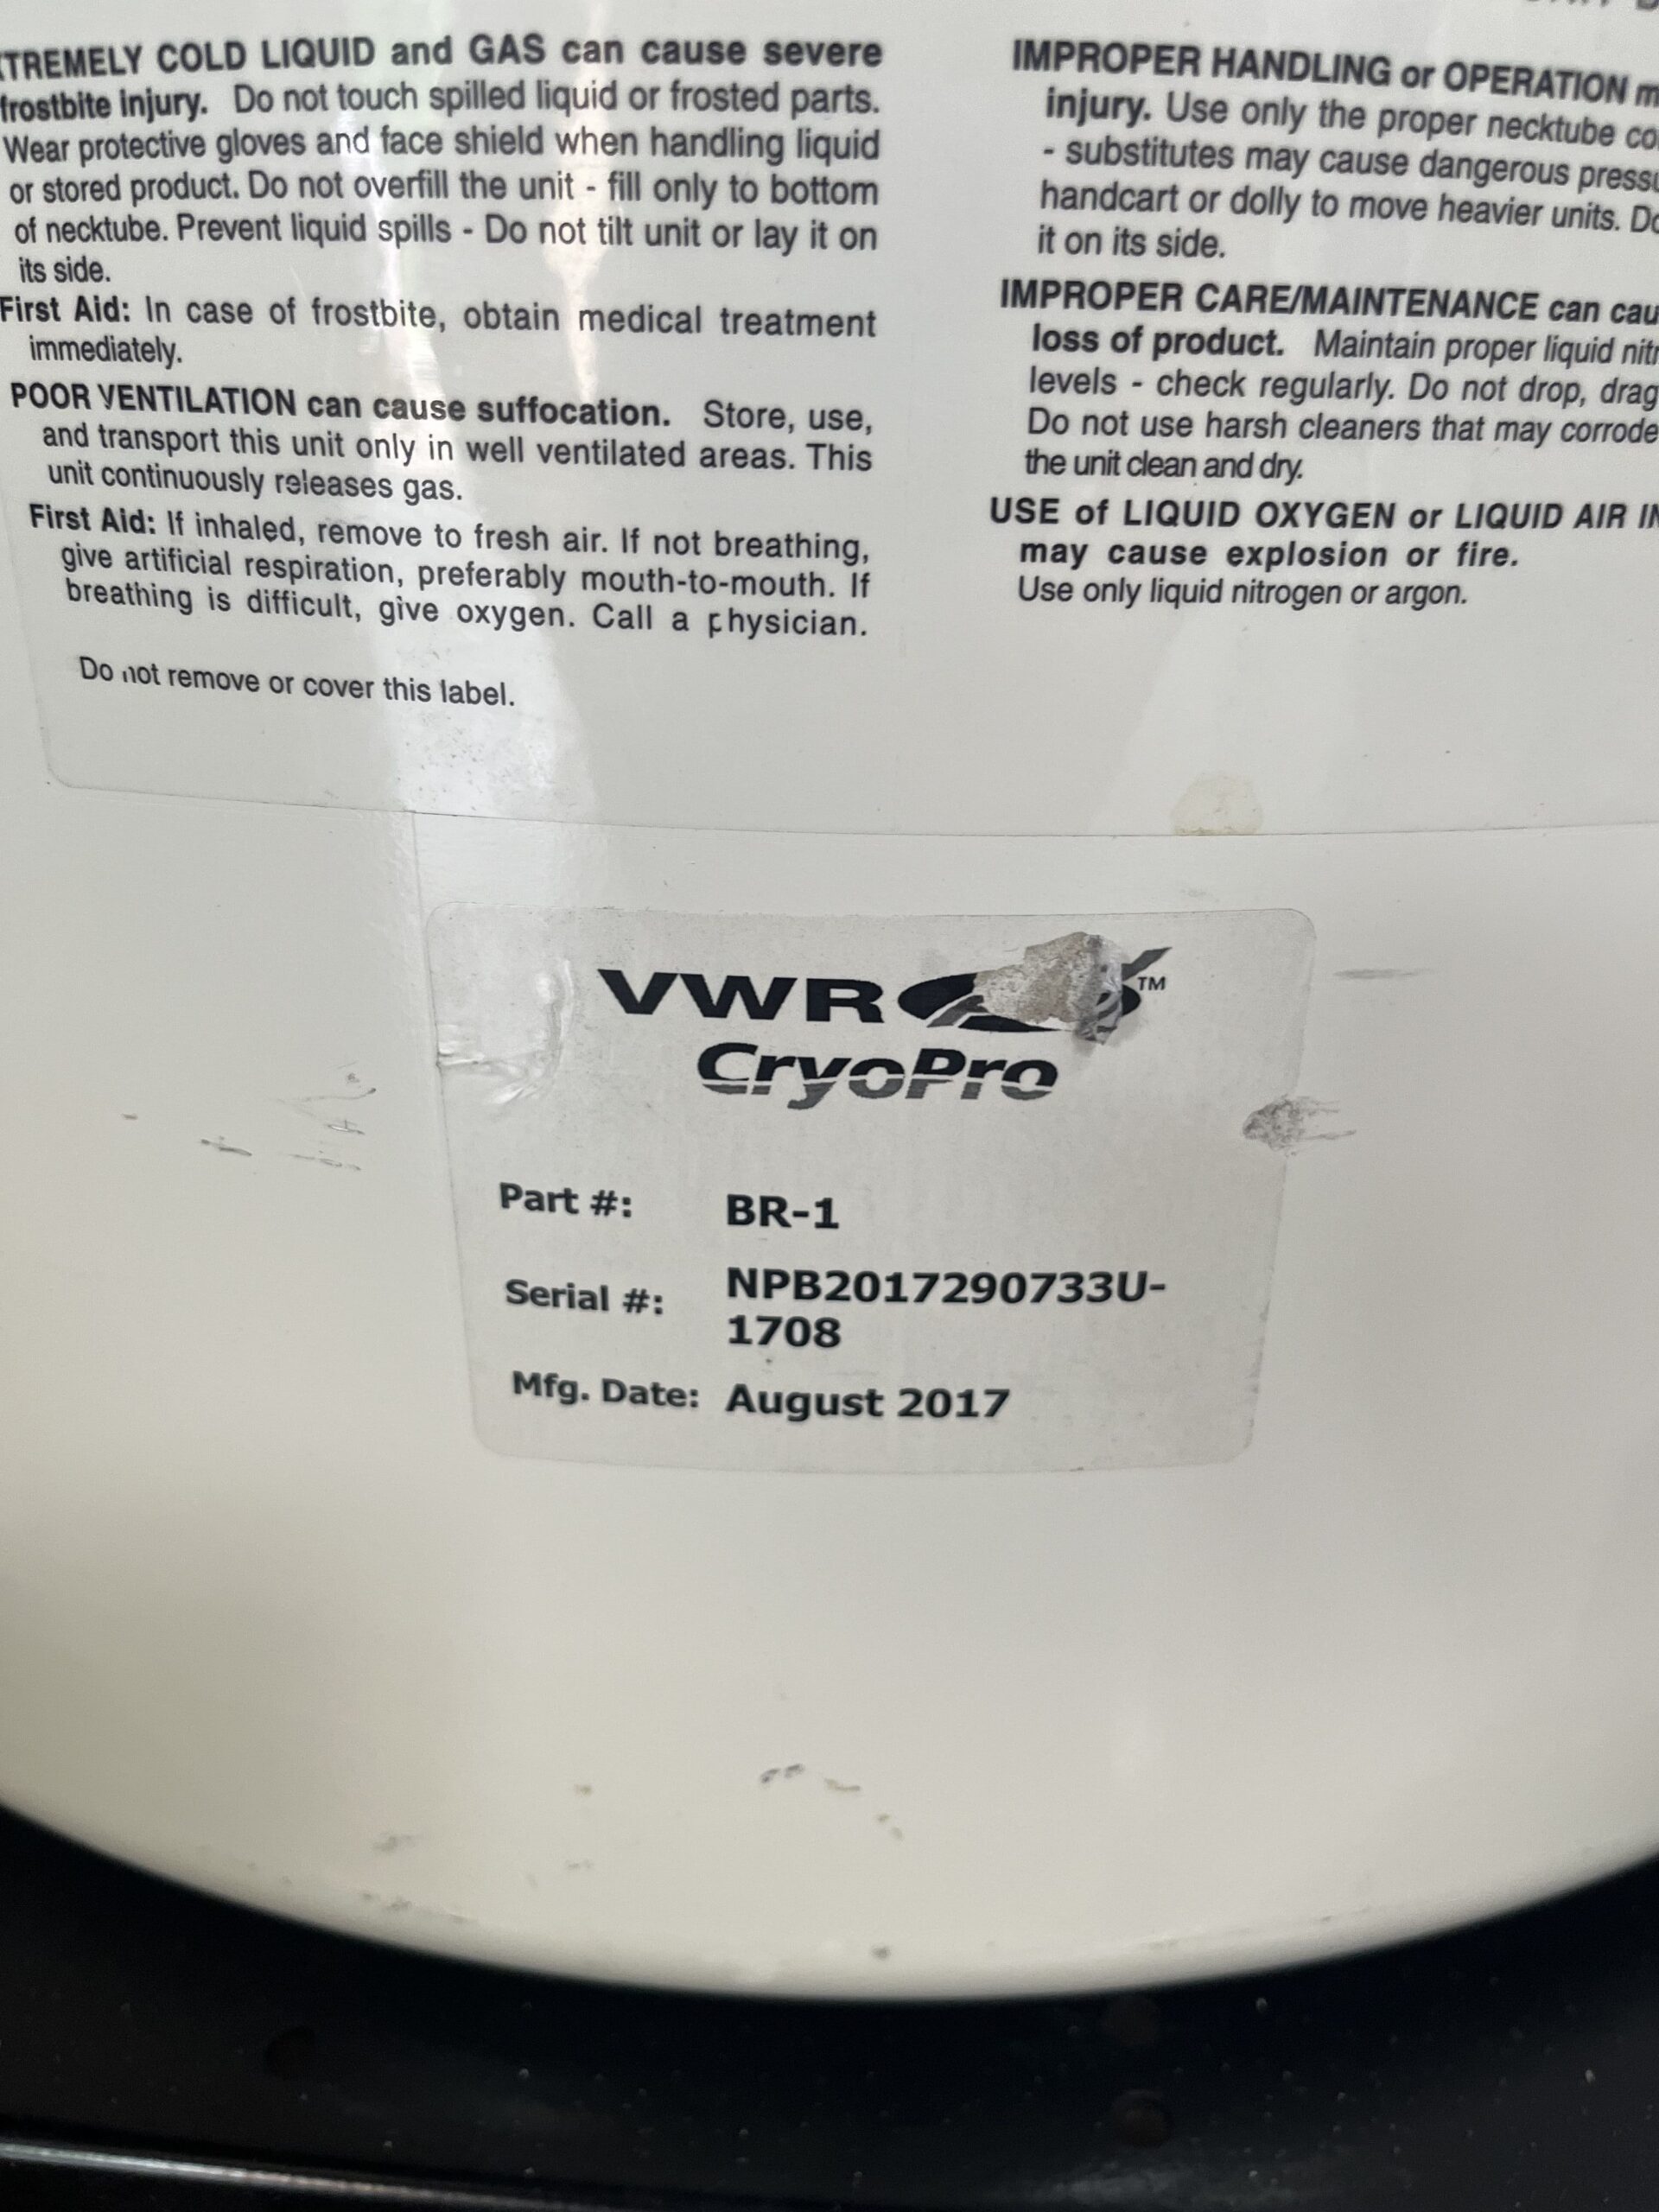 TREMELY COLD LIQUID and GAS can cause severe
frostbite injury. Do not touch spilled liquid or frosted parts.
Wear protective gloves and face shield when handling liquid
or stored product. Do not overfill the unit - fill only to bottom
of necktube. Prevent liquid spills - Do not tilt unit or lay it on
its side.
First Aid: In case of frostbite, obtain medical treatment
immediately.
POOR VENTILATION can cause suffocation. Store, use,
and transport this unit only in well ventilated areas. This
unit continuously releases gas.
First Aid: If inhaled, remove to fresh air. If not breathing,
give artificial respiration, preferably mouth-to-mouth. If
breathing is difficult, give oxygen. Call a physician.
Do not remove or cover this label.
IMPROPER HANDLING or OPERATION
injury. Use only the proper necktube
- substitutes may cause dangerous
handcart or dolly to move heavier units.
it on its side.
IMPROPER CARE/MAINTENANCE can
loss of product. Maintain proper liquid
levels - check regularly. Do not drop, drag
Do not use harsh cleaners that may corrode
the unit clean and dry.
USE of LIQUID OXYGEN or LIQUID AIR
may cause explosion or fire.
Use only liquid nitrogen or argon.
VWR TM
CryoPro
Part #: BR-1
Serial #: NPB2017290733U-
1708
Mfg. Date: August 2017